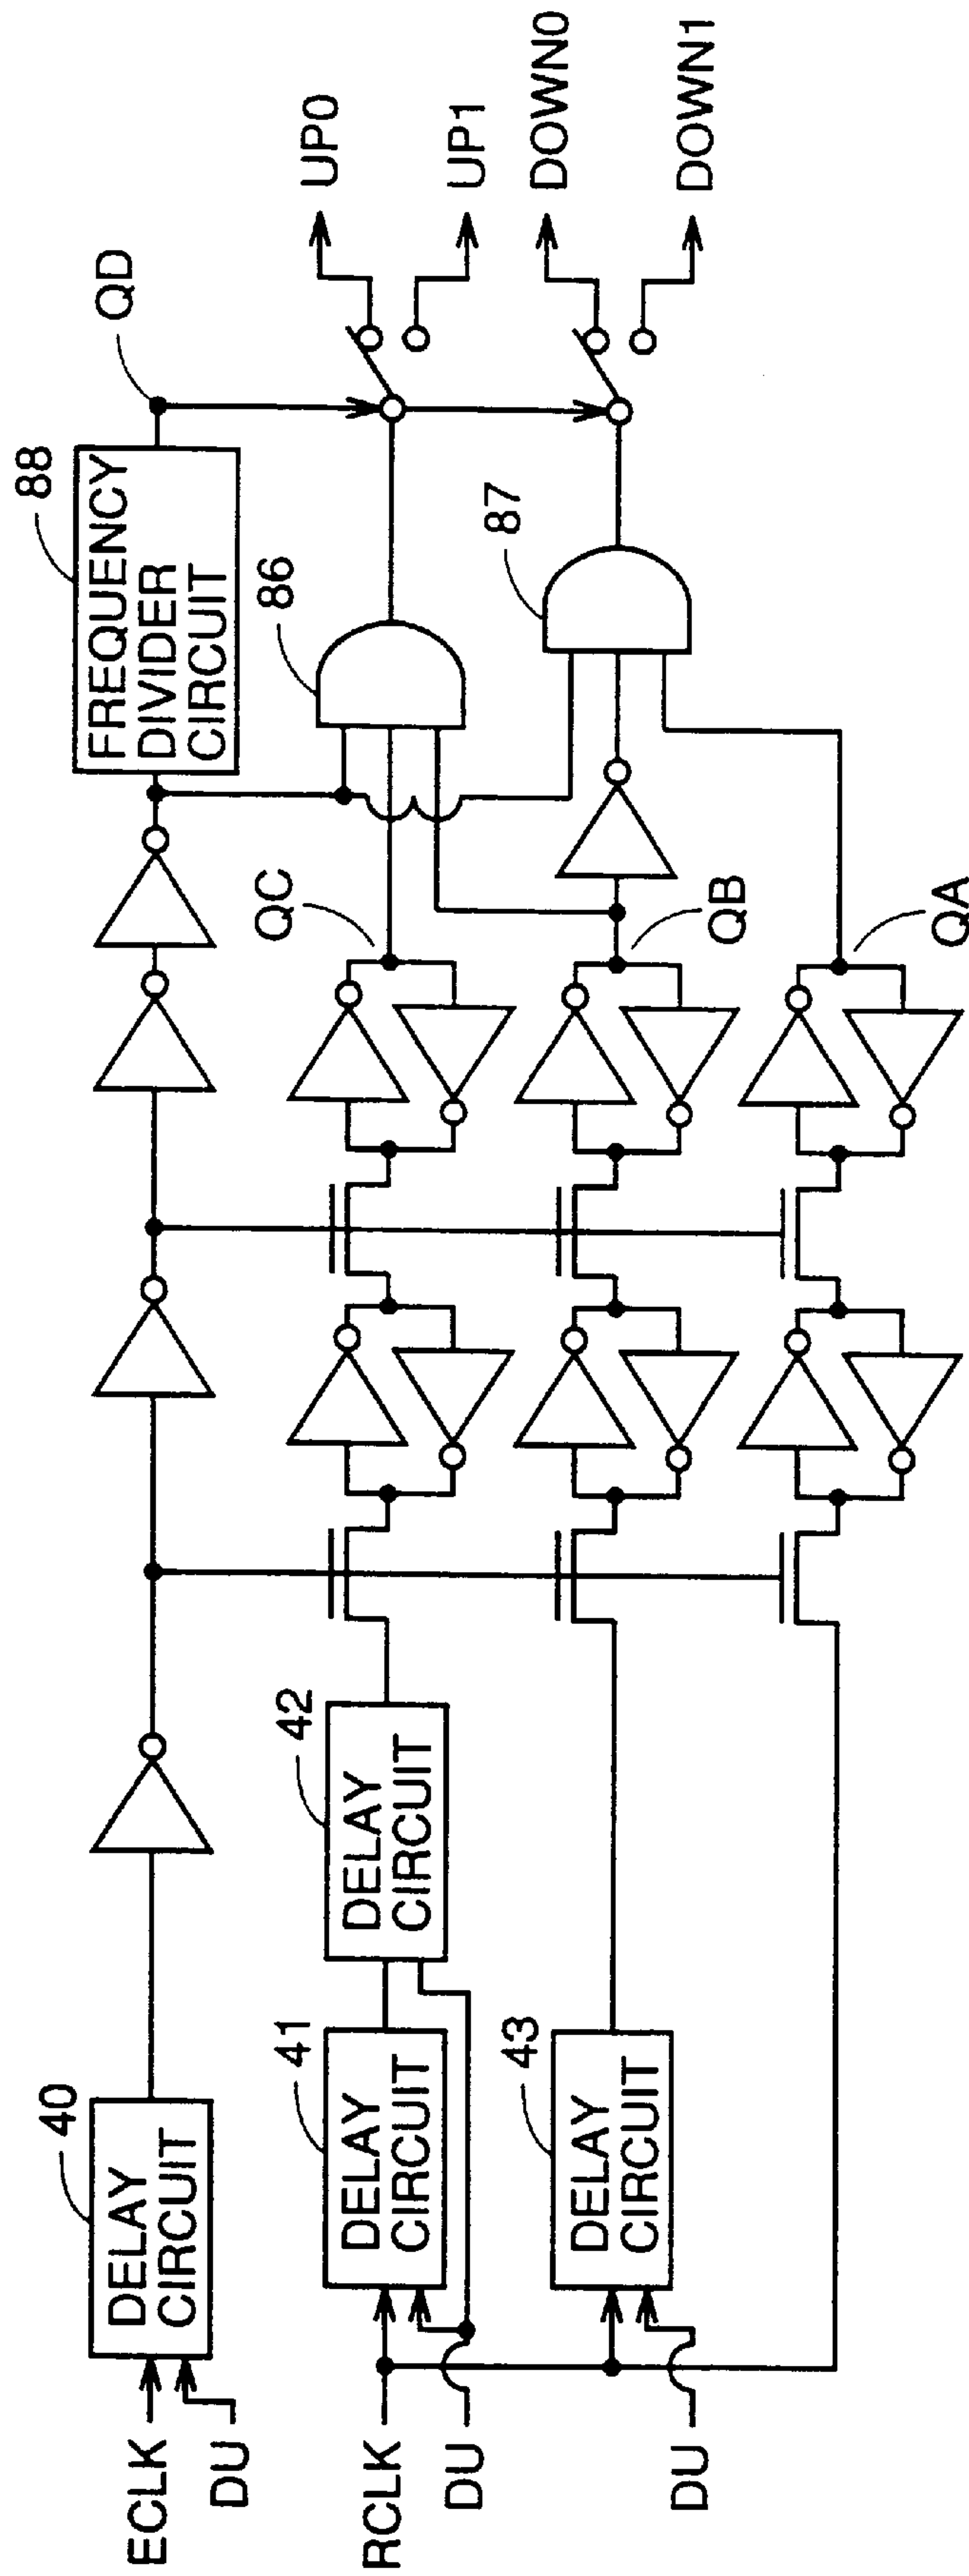 ECLK
DU
40
DELAY
CIRCUIT
88
FREQUENCY
DIVIDER
CIRCUIT
QD
RCLK
DU
41
DELAY
CIRCUIT
42
DELAY
CIRCUIT
QC
86
UP0
UP1
DU
43
DELAY
CIRCUIT
QB
87
DOWN0
DOWN1
QA